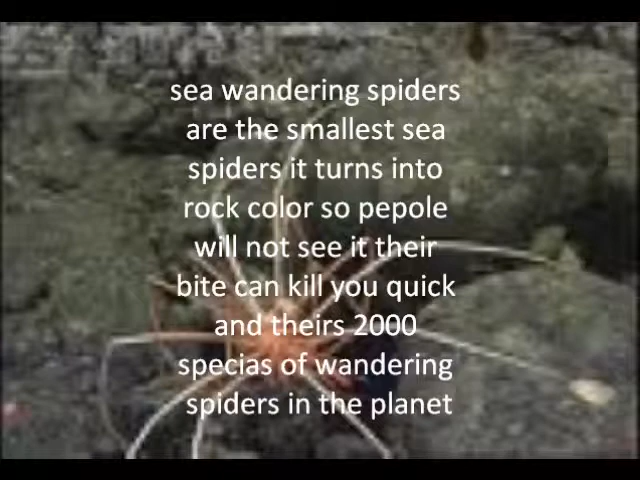 sea wandering spiders
are the smallest sea
spiders it turns into
rock color so pepole
will not see it their
bite can kill you quick
and theirs 2000
specias of wandering
spiders in the planet